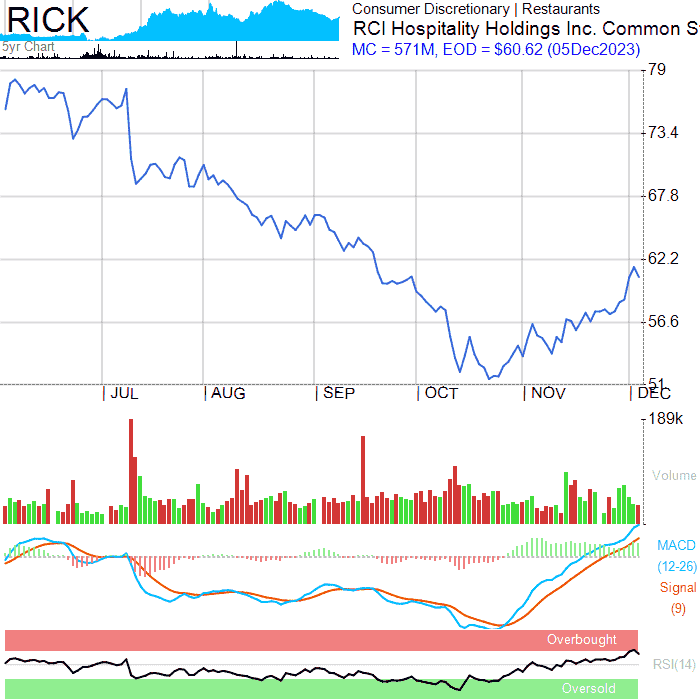 RICK
5yr Chart
Consumer Discretionary | Restaurants
RCI Hospitality Holdings Inc. Common S
MC = 571M, EOD = $60.62 (05Dec2023)
79
73.4
67.8
62.2
56.6
51
JUL AUG SEP OCT NOV DEC
189k
Volume
MACD
(12-26)
Signal
(9)
Overbought
RSI(14)
Oversold